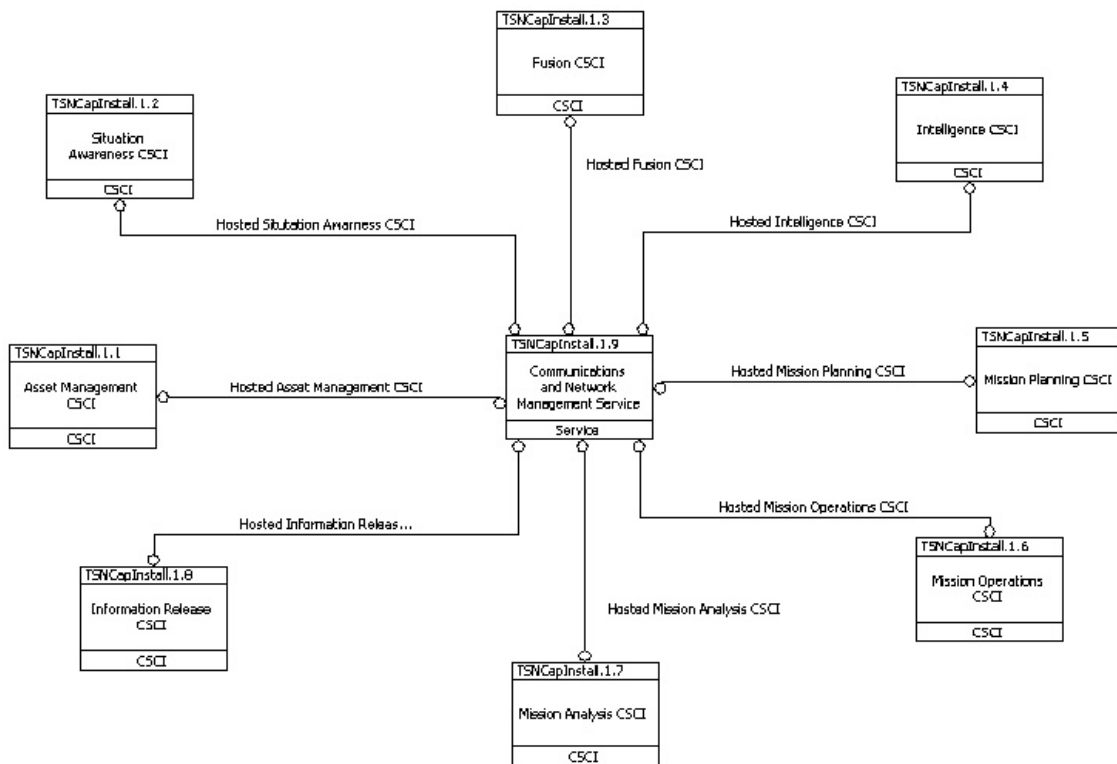 TSNCapInstall.1.3
Fusion CSCI
CSCI
TSNCapInstall.1.4
Intelligence CSCI
CSCI
TSNCapInstall.1.2
Situation
Awareness CSCI
CSCI
Hosted Fusion CSCI
Hosted Situtation Awarness CSCI
Hosted Intelligence CSCI
TSNCapInstall.1.9
Communications
and Network
Management Service
Service
TSNCapInstall.1.5
Mission Planning CSCI
CSCI
TSNCapInstall.1.1
Asset Management
CSCI
CSCI
Hosted Asset Management CSCI
Hosted Mission Planning CSCI
Hosted Mission Operations CSCI
Hosted Information Releas...
TSNCapInstall.1.6
Mission Operations
CSCI
CSCI
TSNCapInstall.1.8
Information Release
CSCI
CSCI
Hosted Mission Analysis CSCI
TSNCapInstall.1.7
Mission Analysis CSCI
CSCI